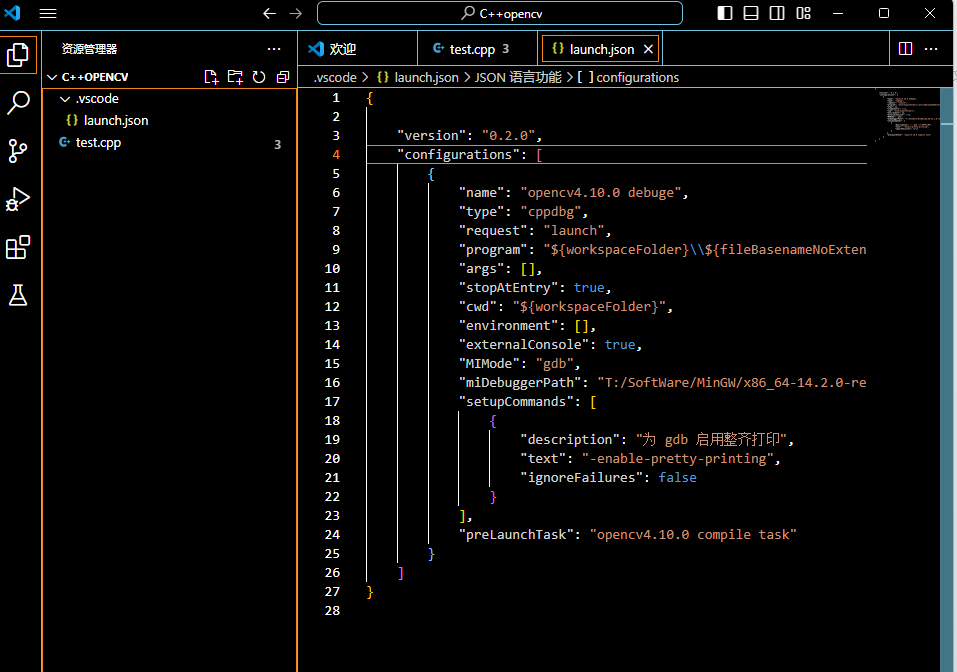 C++opencv
资源管理器
欢迎
test.cpp 3
launch.json
C++OPENCV
.vscode > {} launch.json > JSON 语言功能 > [ ] configurations
.vscode
{} launch.json
test.cpp 3
1 {
2
3 "version": "0.2.0",
4 "configurations": [
5 {
6 "name": "opencv4.10.0 debuge",
7 "type": "cppdbg",
8 "request": "launch",
9 "program": "${workspaceFolder}\\${fileBasenameNoExten
10 "args": [],
11 "stopAtEntry": true,
12 "cwd": "${workspaceFolder}",
13 "environment": [],
14 "externalConsole": true,
15 "MIMode": "gdb",
16 "miDebuggerPath": "T:/SoftWare/MinGW/x86_64-14.2.0-re
17 "setupCommands": [
18 {
19 "description": "为 gdb 启用整齐打印",
20 "text": "-enable-pretty-printing",
21 "ignoreFailures": false
22 }
23 ],
24 "preLaunchTask": "opencv4.10.0 compile task"
25 }
26 ]
27 }
28